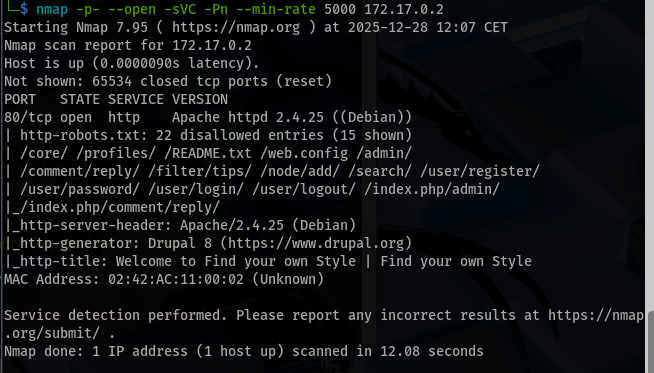 └─$ nmap -p- --open -sVC -Pn --min-rate 5000 172.17.0.2
Starting Nmap 7.95 ( https://nmap.org ) at 2025-12-28 12:07 CET
Nmap scan report for 172.17.0.2
Host is up (0.0000090s latency).
Not shown: 65534 closed tcp ports (reset)
PORT   STATE SERVICE VERSION
80/tcp open  http    Apache httpd 2.4.25 ((Debian))
| http-robots.txt: 22 disallowed entries (15 shown)
| /core/ /profiles/ /README.txt /web.config /admin/
| /comment/reply/ /filter/tips/ /node/add/ /search/ /user/register/
| /user/password/ /user/login/ /user/logout/ /index.php/admin/
|_/index.php/comment/reply/
|_http-server-header: Apache/2.4.25 (Debian)
|_http-generator: Drupal 8 (https://www.drupal.org)
|_http-title: Welcome to Find your own Style | Find your own Style
MAC Address: 02:42:AC:11:00:02 (Unknown)

Service detection performed. Please report any incorrect results at https://nmap
.org/submit/ .
Nmap done: 1 IP address (1 host up) scanned in 12.08 seconds